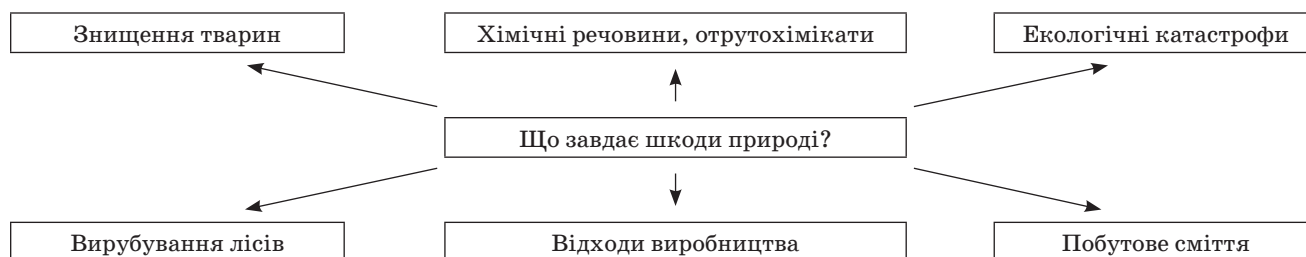 Знищення тварин
Хімічні речовини, отрутохімікати
Екологічні катастрофи
Що завдає шкоди природі?
Вирубування лісів
Відходи виробництва
Побутове сміття